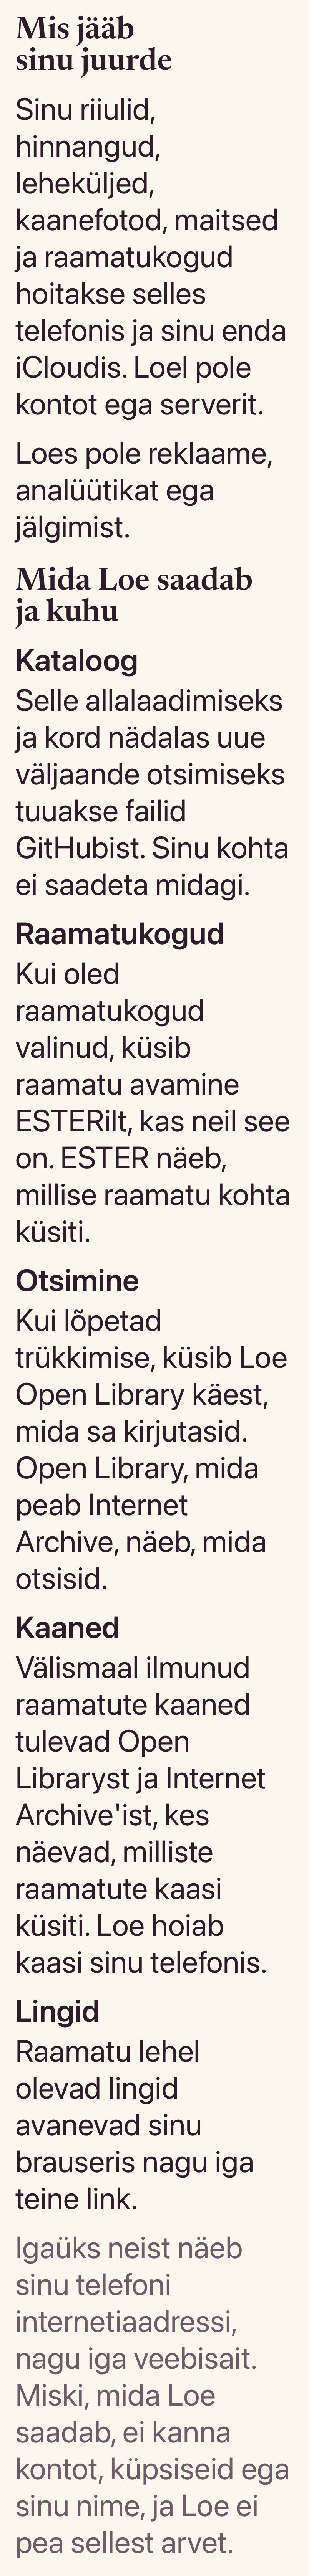 Mis jääb
sinu juurde
Sinu riiulid,
hinnangud,
leheküljed,
kaanefotod, maitsed
ja raamatukogud
hoitakse selles
telefonis ja sinu enda
iCloudis. Loel pole
kontot ega serverit.
Loes pole reklaame,
analüütikat ega
jälgimist.
Mida Loe saadab
ja kuhu
Kataloog
Selle allalaadimiseks
ja kord nädalas uue
väljaande otsimiseks
tuuakse failid
GitHubist. Sinu kohta
ei saadeta midagi.
Raamatukogud
Kui oled
raamatukogud
valinud, küsib
raamatu avamine
ESTERilt, kas neil see
on. ESTER näeb,
millise raamatu kohta
küsiti.
Otsimine
Kui lõpetad
trükkimise, küsib Loe
Open Library käest,
mida sa kirjutasid.
Open Library, mida
peab Internet
Archive, näeb, mida
otsisid.
Kaaned
Välismaal ilmunud
raamatute kaaned
tulevad Open
Libraryst ja Internet
Archive'ist, kes
näevad, milliste
raamatute kaasi
küsiti. Loe hoiab
kaasi sinu telefonis.
Lingid
Raamatu lehel
olevad lingid
avanevad sinu
brauseris nagu iga
teine link.
Igaüks neist näeb
sinu telefoni
internetiaadressi,
nagu iga veebisait.
Miski, mida Loe
saadab, ei kanna
kontot, küpsiseid ega
sinu nime, ja Loe ei
pea sellest arvet.